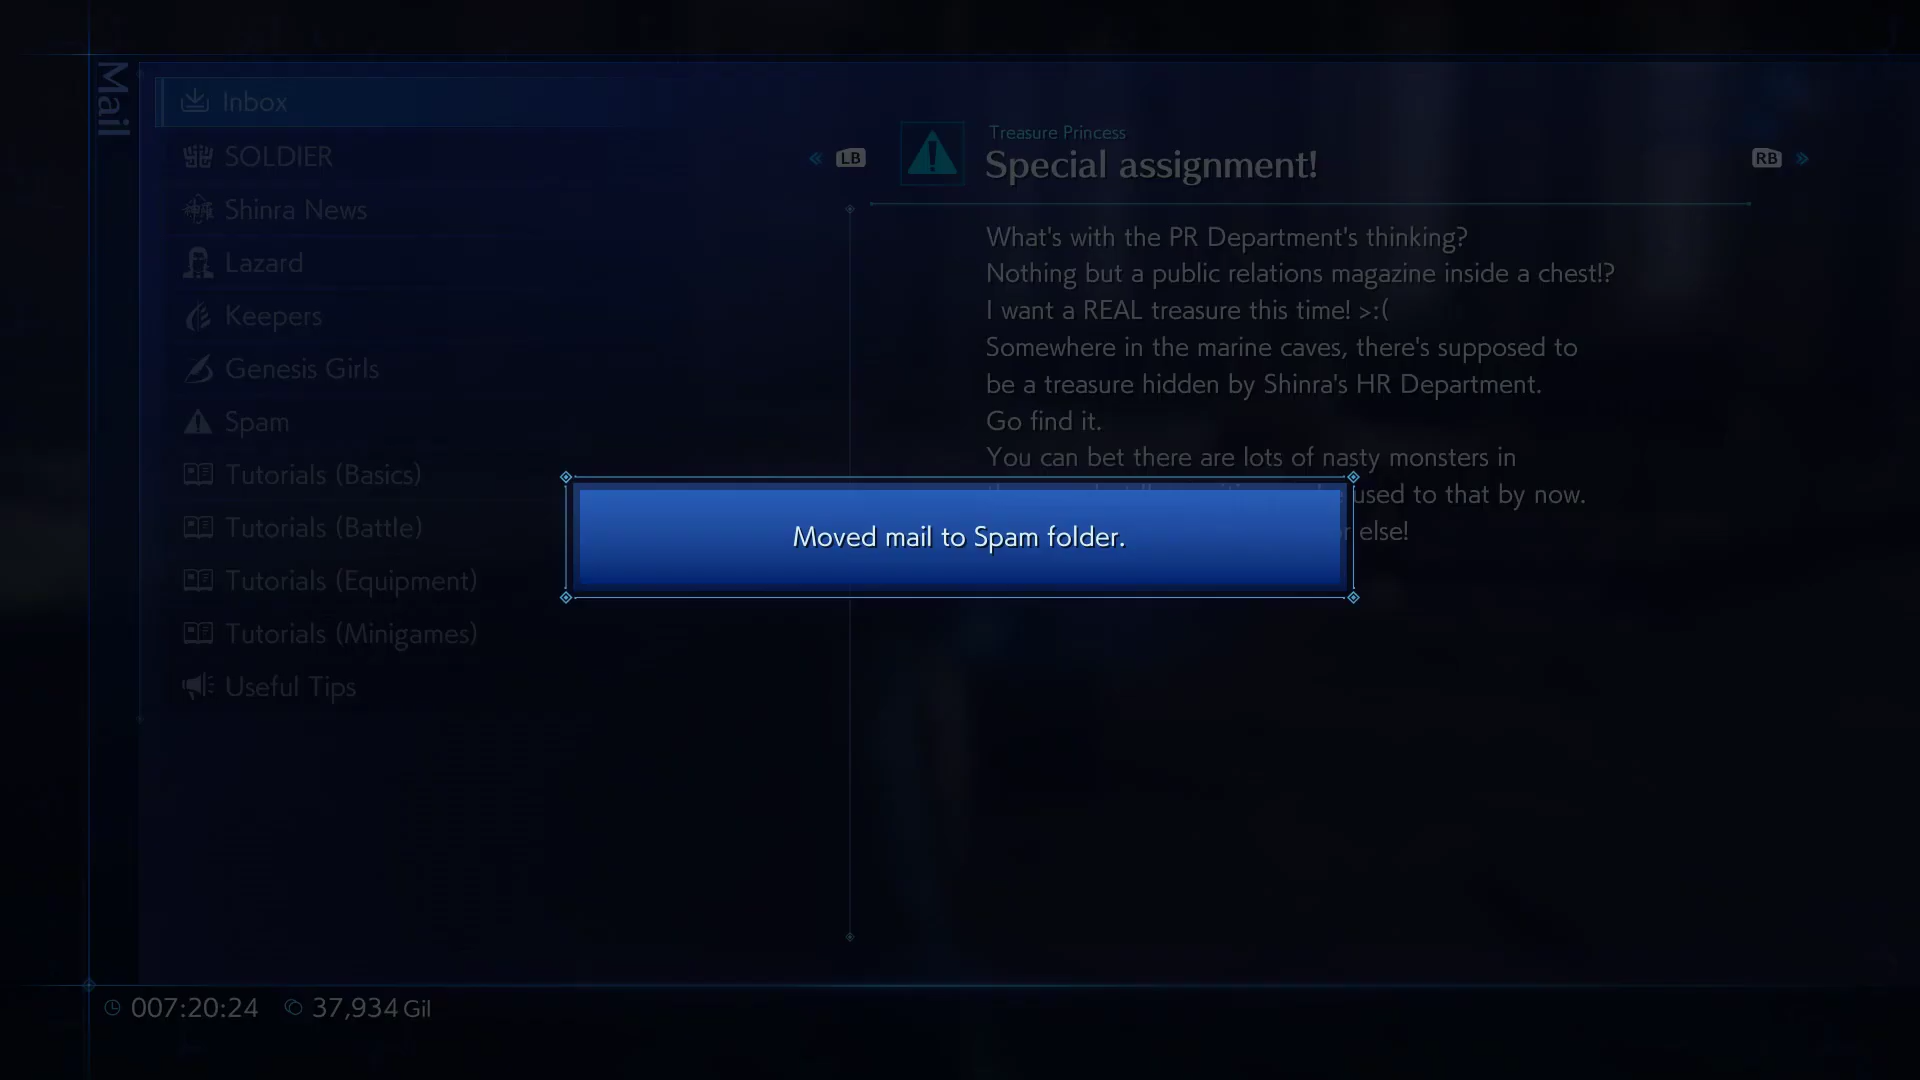 Mail
Inbox
SOLDIER
Shinra News
Lazard
Keepers
Genesis Girls
Spam
Tutorials (Basics)
Tutorials (Battle)
Tutorials (Equipment)
Tutorials (Minigames)
Useful Tips
LB
Treasure Princess
Special assignment!
RB
What's with the PR Department's thinking?
Nothing but a public relations magazine inside a chest!?
I want a REAL treasure this time! >:(
Somewhere in the marine caves, there's supposed to
be a treasure hidden by Shinra's HR Department.
Go find it.
You can bet there are lots of nasty monsters in
used to that by now.
else!
Moved mail to Spam folder.
007:20:24 37,934 Gil